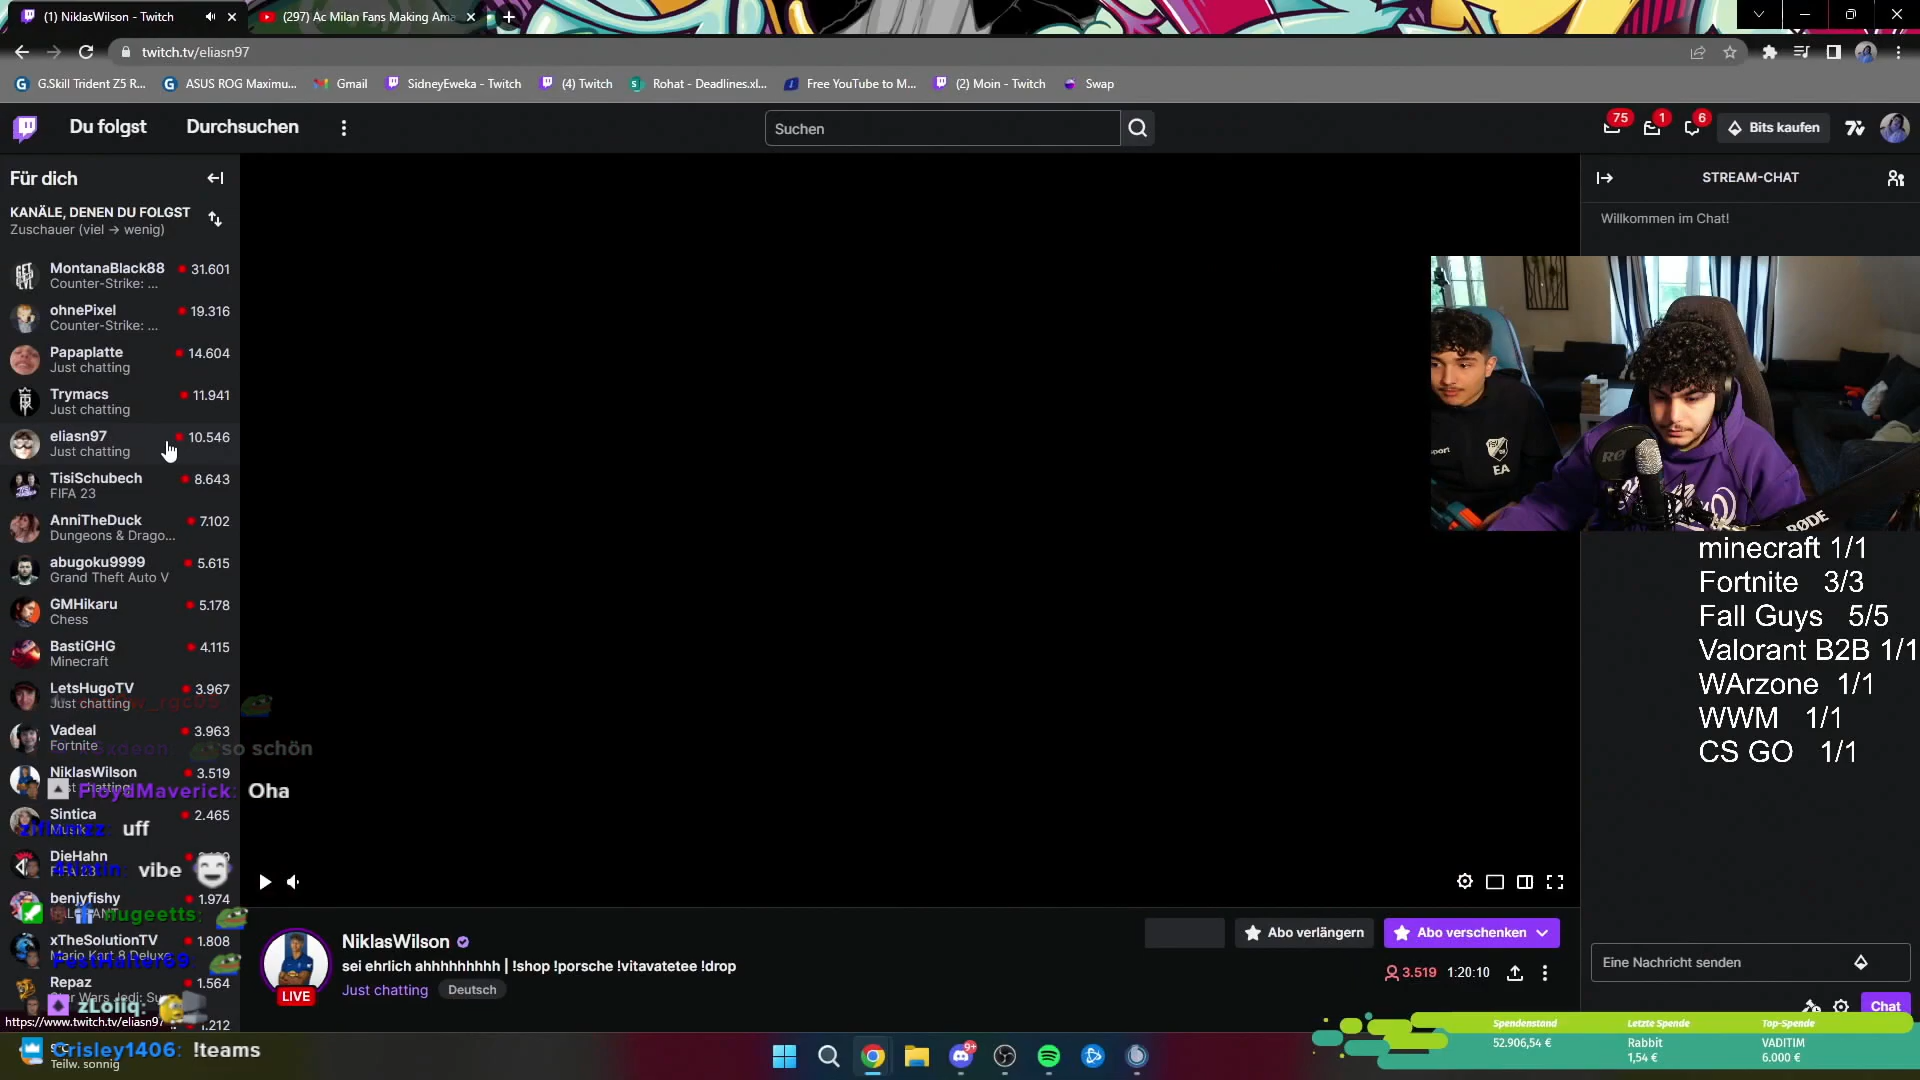 (1) NiklasWilson - Twitch
(297) Ac Milan Fans Making Ama
twitch.tv/eliasn97
G.Skill Trident Z5 R...
ASUS ROG Maximu...
Gmail
SidneyEweka - Twitch
(4) Twitch
Rohat - Deadlines.xl...
Free YouTube to M...
(2) Moin - Twitch
Swap
Du folgst
Durchsuchen
Suchen
75
1
6
Bits kaufen
Für dich
KANÄLE, DENEN DU FOLGST
Zuschauer (viel → wenig)
MontanaBlack88 31.601
Counter-Strike: ...
ohnePixel 19.316
Counter-Strike: ...
Papaplatte 14.604
Just chatting
Trymacs 11.941
Just chatting
eliasn97 10.546
Just chatting
TisiSchubech 8.643
FIFA 23
AnniTheDuck 7.102
Dungeons & Drago...
abugoku9999 5.615
Grand Theft Auto V
GMHikaru 5.178
Chess
BastiGHG 4.115
Minecraft
LetsHugoTV 3.967
Just chatting
Vadeal 3.963
Fortnite
so schön
NiklasWilson 3.519
FloydMaverick: Oha
Sintica 2.465
uff
DieHahn
vibe
benjyfishy 1.974
nugeetts:
xTheSolutionTV 1.808
Mario Kart 8 Deluxe
Repaz 1.564
zLoliq:
https://www.twitch.tv/eliasn97
1.212
Crisley1406: !teams
9°C
Teilw. sonnig
NiklasWilson
sei ehrlich ahhhhhhhhh | !shop !porsche !vitavatetee !drop
Just chatting
Deutsch
LIVE
Abo verlängern
Abo verschenken
3.519 1:20:10
STREAM-CHAT
Willkommen im Chat!
EA
RØDE
minecraft 1/1
Fortnite 3/3
Fall Guys 5/5
Valorant B2B 1/1
WArzone 1/1
WWM 1/1
CS GO 1/1
Eine Nachricht senden
Chat
Spendenstand
52.906,54 €
Letzte Spende
Rabbit
1,54 €
Top-Spende
VADITIM
6.000 €
9+